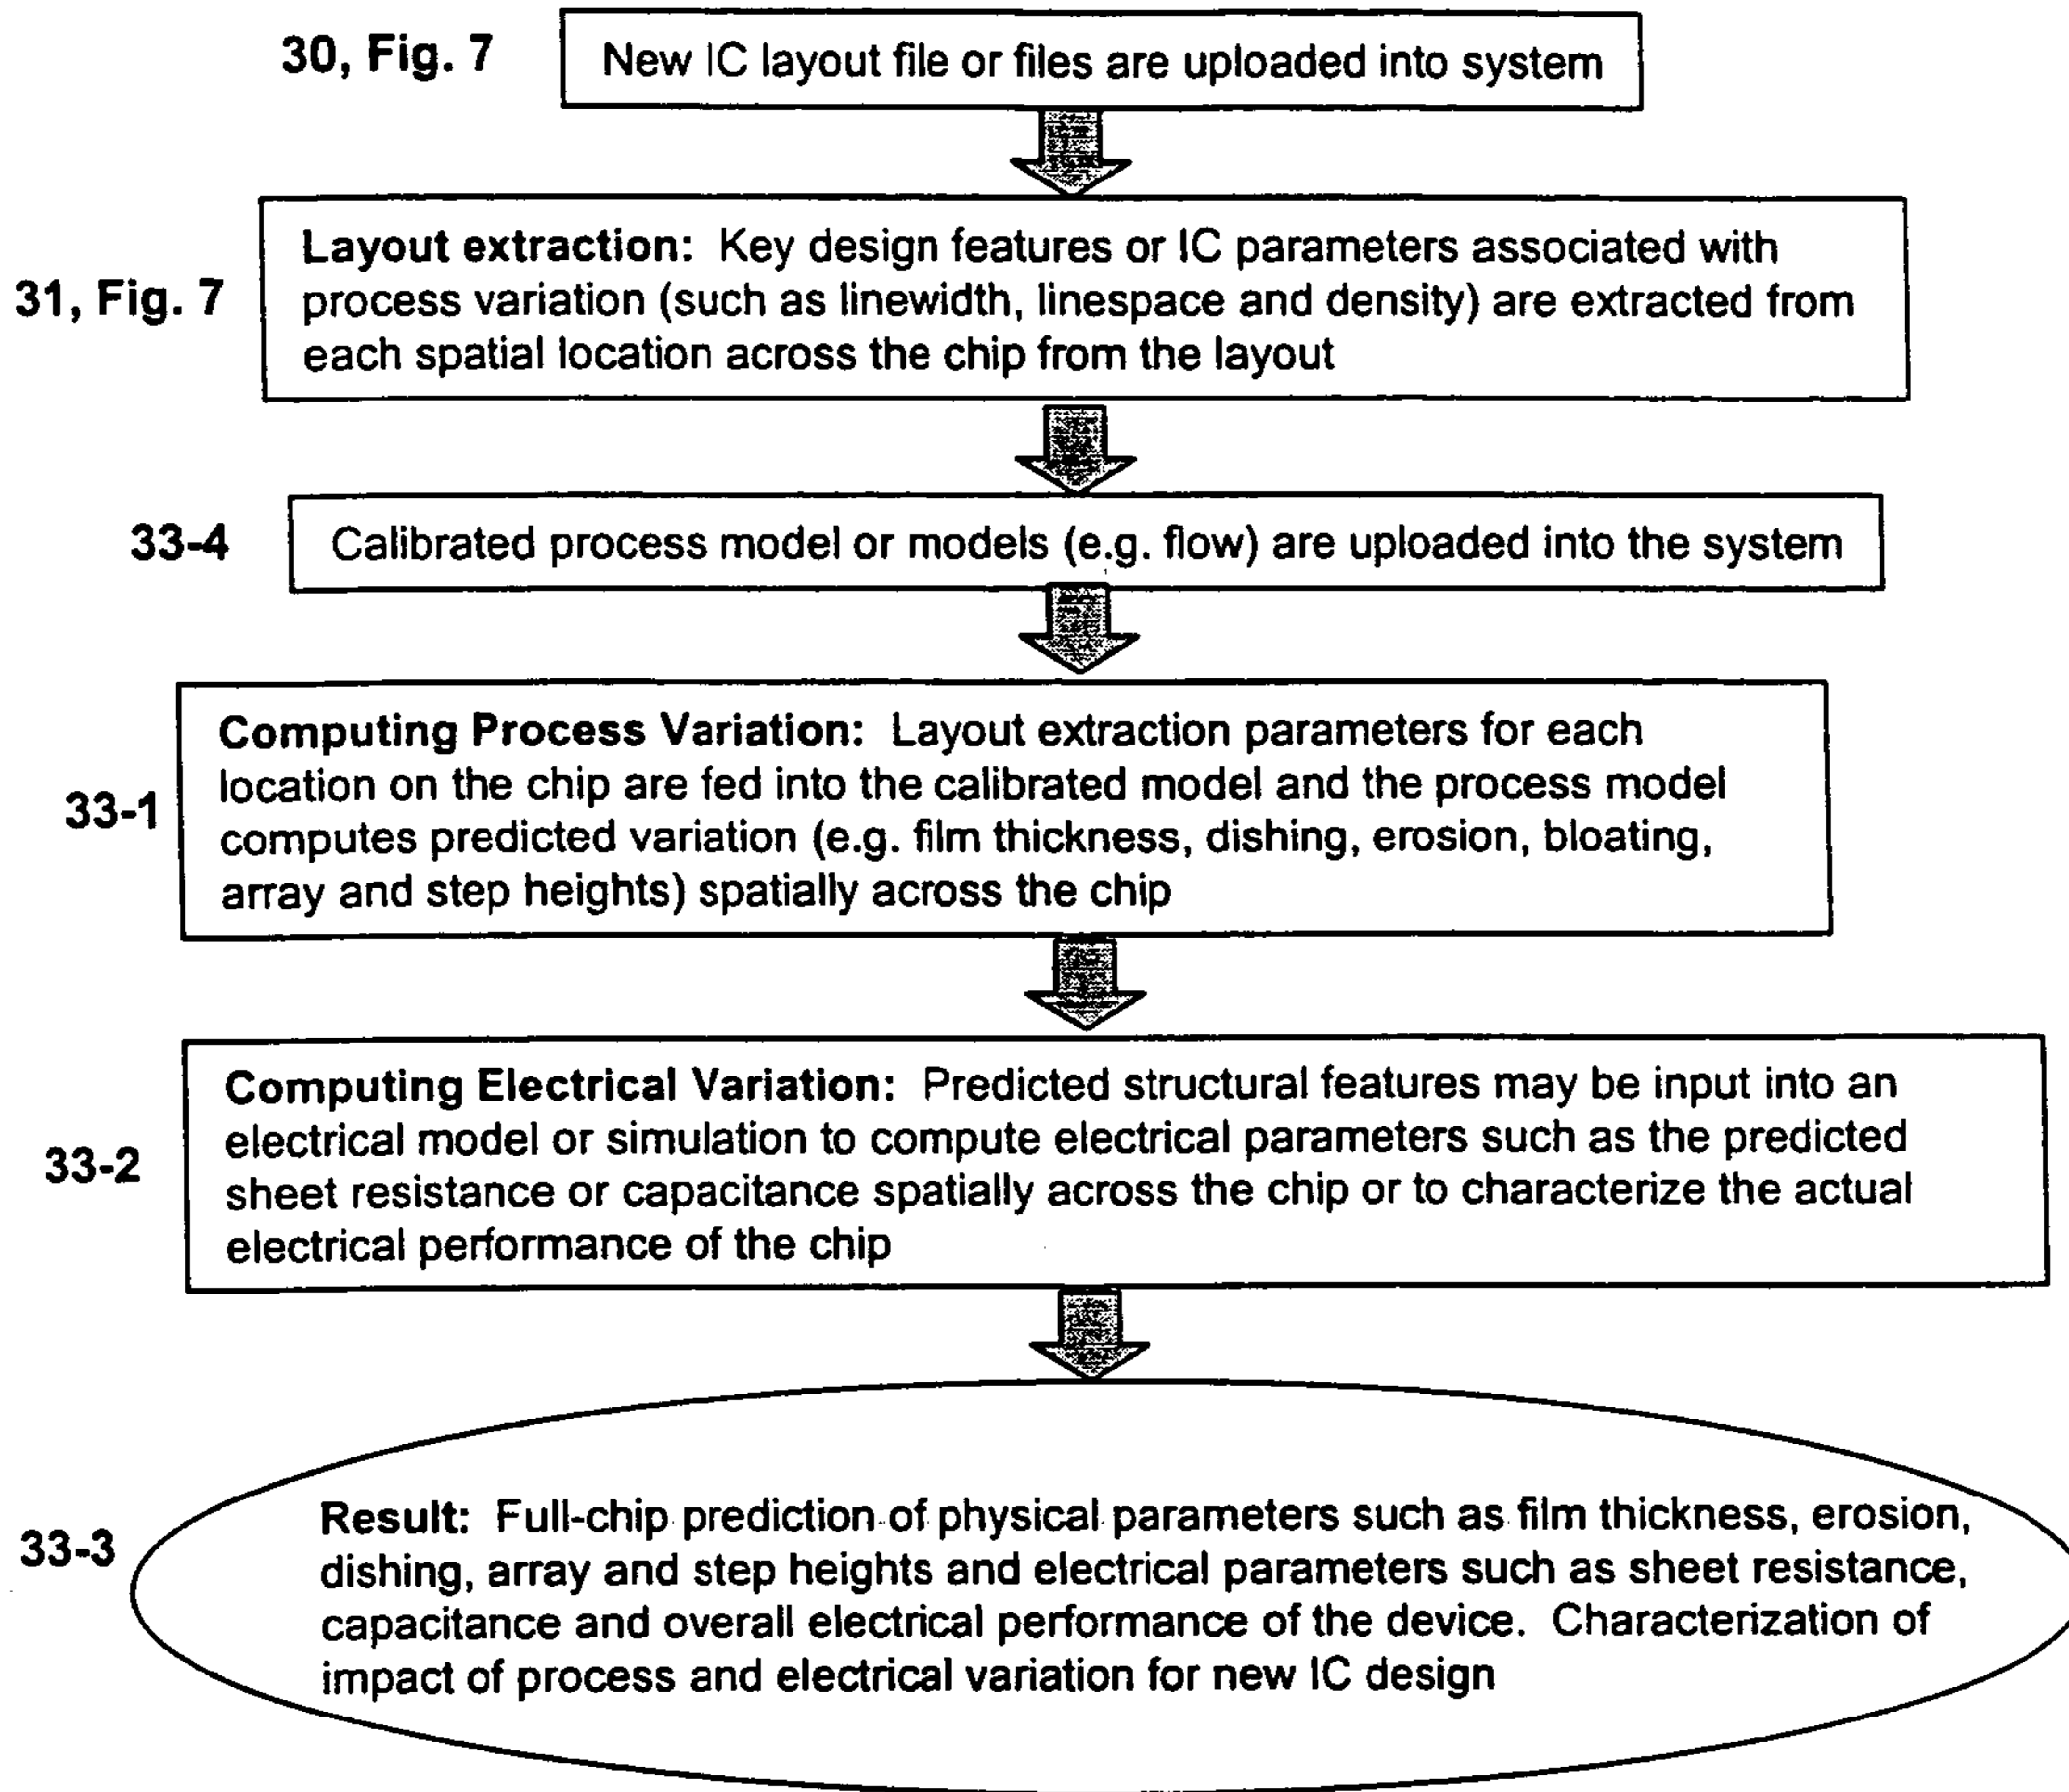 30, Fig. 7
New IC layout file or files are uploaded into system
31, Fig. 7
Layout extraction: Key design features or IC parameters associated with
process variation (such as linewidth, linespace and density) are extracted from
each spatial location across the chip from the layout
33-4
Calibrated process model or models (e.g. flow) are uploaded into the system
33-1
Computing Process Variation: Layout extraction parameters for each
location on the chip are fed into the calibrated model and the process model
computes predicted variation (e.g. film thickness, dishing, erosion, bloating,
array and step heights) spatially across the chip
33-2
Computing Electrical Variation: Predicted structural features may be input into an
electrical model or simulation to compute electrical parameters such as the predicted
sheet resistance or capacitance spatially across the chip or to characterize the actual
electrical performance of the chip
33-3
Result: Full-chip prediction of physical parameters such as film thickness, erosion,
dishing, array and step heights and electrical parameters such as sheet resistance,
capacitance and overall electrical performance of the device. Characterization of
impact of process and electrical variation for new IC design